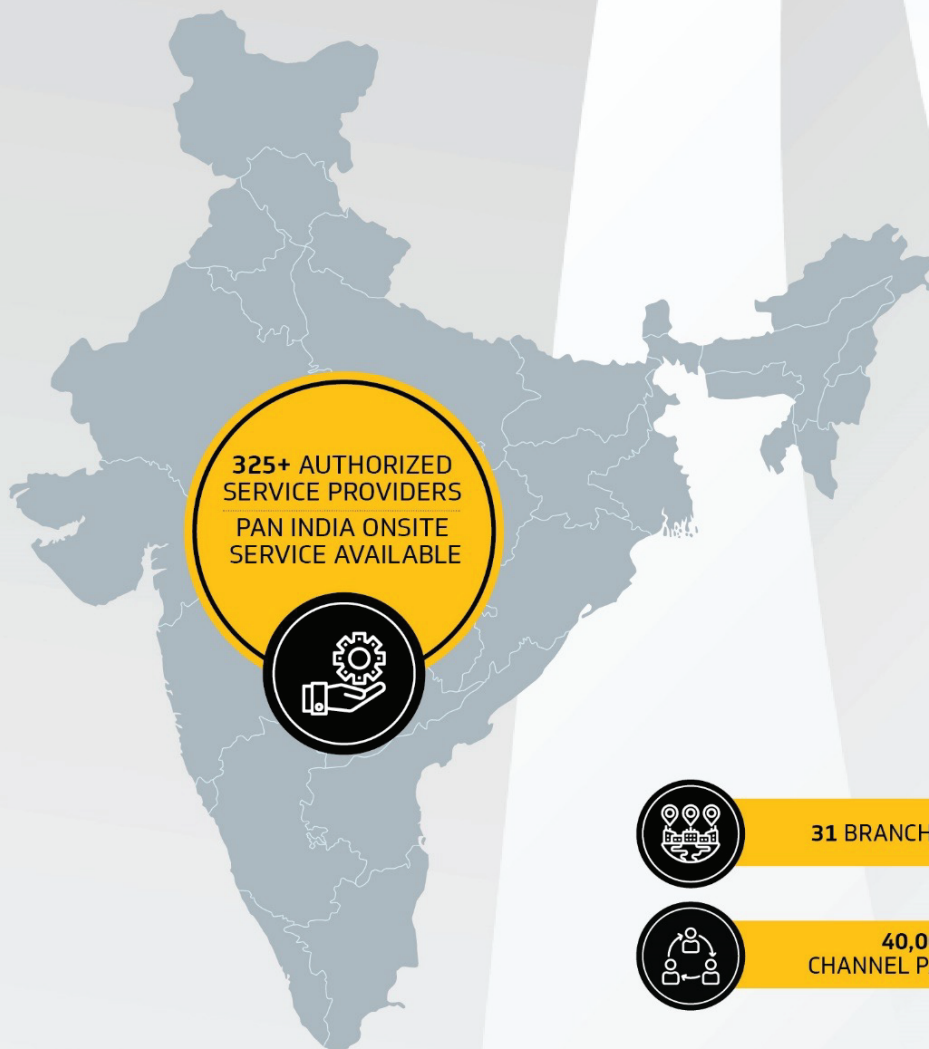 325+ AUTHORIZED
SERVICE PROVIDERS
PAN INDIA ONSITE
SERVICE AVAILABLE
31 BRANCH
40,0
CHANNEL P